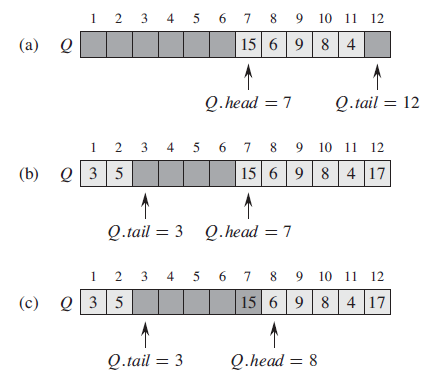 1 2 3 4 5 6 7 8 9 10 11 12
(a) Q 15 6 9 8 4
Q.head = 7 Q.tail = 12
1 2 3 4 5 6 7 8 9 10 11 12
(b) Q 3 5 15 6 9 8 4 17
Q.tail = 3 Q.head = 7
1 2 3 4 5 6 7 8 9 10 11 12
(c) Q 3 5 15 6 9 8 4 17
Q.tail = 3 Q.head = 8